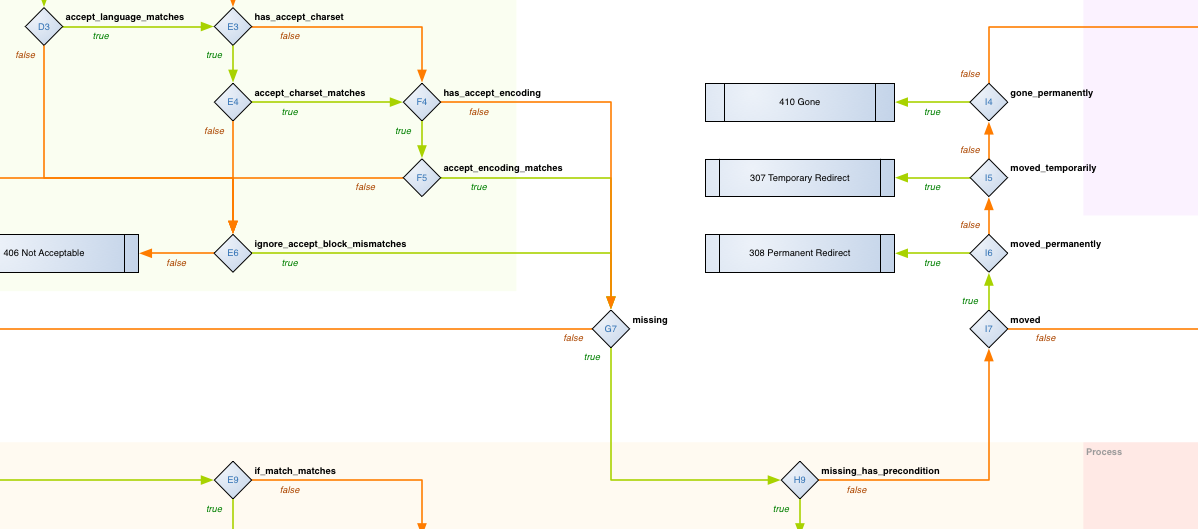 D3
accept_language_matches
true
false
E3
has_accept_charset
false
true
E4
accept_charset_matches
true
false
F4
has_accept_encoding
false
true
F5
accept_encoding_matches
true
false
E6
ignore_accept_block_mismatches
true
false
406 Not Acceptable
G7
missing
false
true
410 Gone
307 Temporary Redirect
308 Permanent Redirect
I4
gone_permanently
false
true
I5
moved_temporarily
false
true
I6
moved_permanently
false
true
I7
moved
true
false
Process
E9
if_match_matches
false
true
H9
missing_has_precondition
false
true